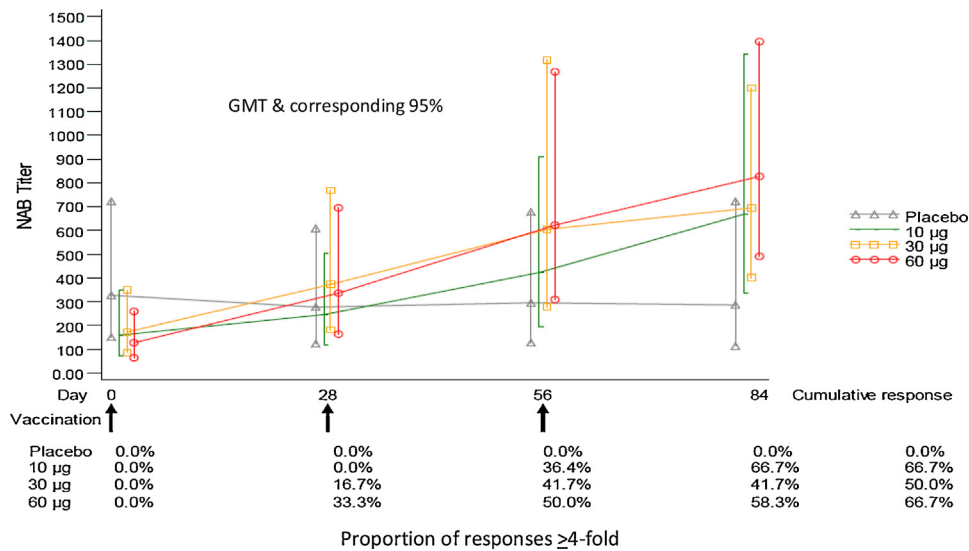 1500
1400
1300
1200
1100
1000
900
800
700
600
500
400
300
200
100
0.00
NAB Titer
GMT & corresponding 95%
Placebo
10 µg
30 µg
60 µg
Day 0 28 56 84 Cumulative response
Vaccination
Placebo 0.0% 0.0% 0.0% 0.0% 0.0%
10 µg 0.0% 0.0% 36.4% 66.7% 66.7%
30 µg 0.0% 16.7% 41.7% 41.7% 50.0%
60 µg 0.0% 33.3% 50.0% 58.3% 66.7%
Proportion of responses ≥4-fold